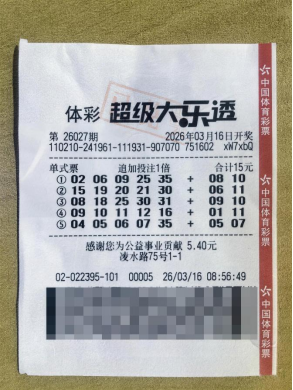 体彩 超级大乐透
第 26027期 2026年03月16日开奖
110210-241961-111931-907070 751602 xW7xbQ
单式票 追加投注1倍 合计15元
① 02 06 09 25 35 + 08 10
② 15 19 20 21 30 + 06 11
③ 08 18 25 30 31 + 09 10
④ 09 10 11 12 16 + 01 11
⑤ 04 05 06 07 35 + 05 07
感谢您为公益事业贡献 5.40元
凌水路75号1-1
02-022395-101 00005 26/03/16 08:56:49
中国体育彩票
中国体育彩票
中国体育彩票